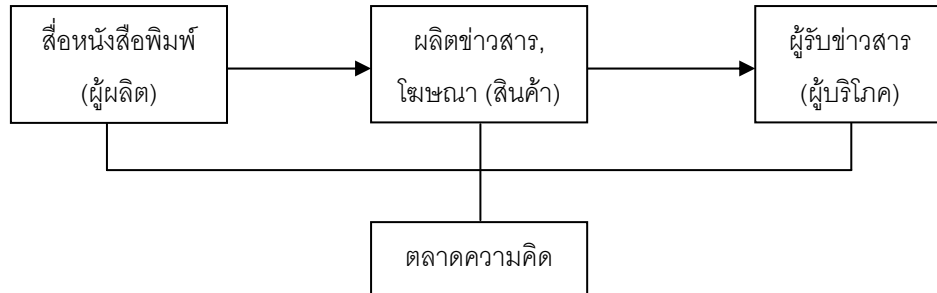 สื่อหนังสือพิมพ์
(ผู้ผลิต)
ผลิตข่าวสาร,
โฆษณา (สินค้า)
ผู้รับข่าวสาร
(ผู้บริโภค)
ตลาดความคิด